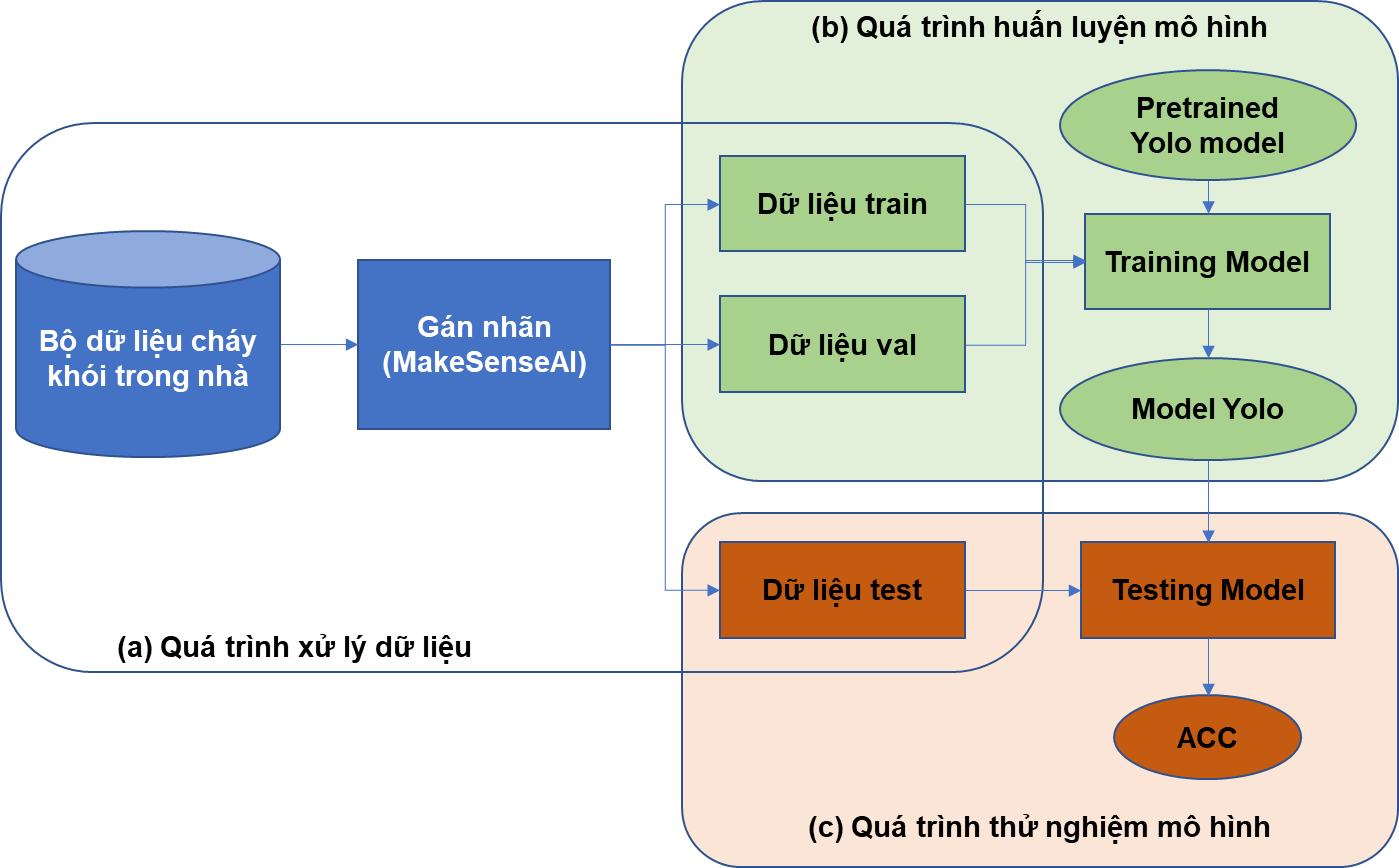 (b) Quá trình huấn luyện mô hình
Pretrained
Yolo model
Dữ liệu train
Training Model
Bộ dữ liệu cháy
khói trong nhà
Gán nhãn
(MakeSenseAI)
Dữ liệu val
Model Yolo
Dữ liệu test
Testing Model
(a) Quá trình xử lý dữ liệu
ACC
(c) Quá trình thử nghiệm mô hình